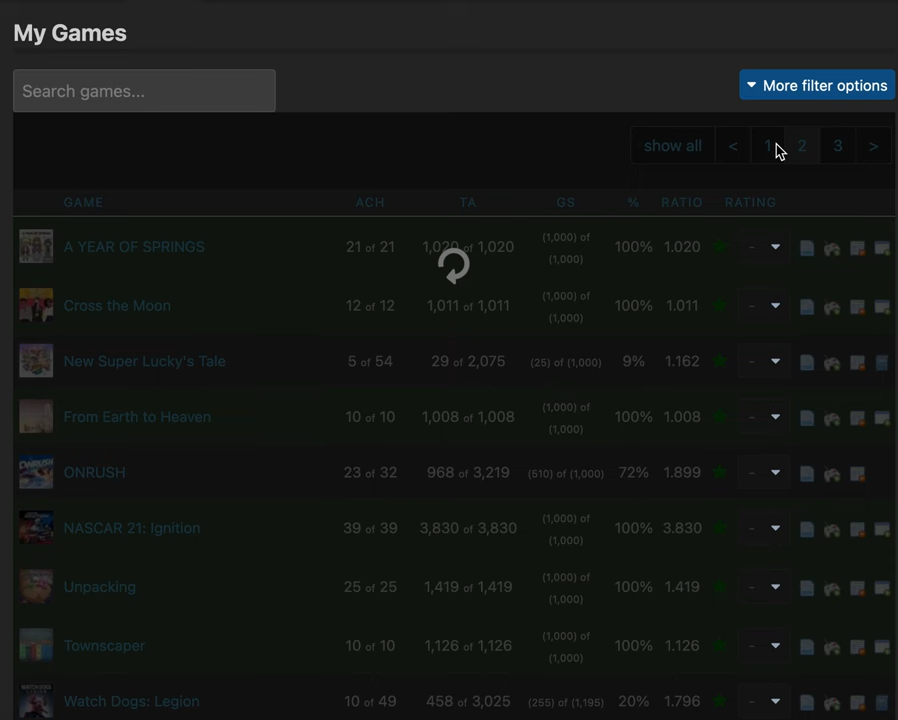 My Games
Search games...
More filter options
show all < 1 2 3 >
GAME ACH TA GS % RATIO RATING
A YEAR OF SPRINGS 21 of 21 1,020 of 1,020 (1,000) of (1,000) 100% 1.020 -
Cross the Moon 12 of 12 1,011 of 1,011 (1,000) of (1,000) 100% 1.011 -
New Super Lucky's Tale 5 of 54 29 of 2,075 (25) of (1,000) 9% 1.162 -
From Earth to Heaven 10 of 10 1,008 of 1,008 (1,000) of (1,000) 100% 1.008 -
ONRUSH 23 of 32 968 of 3,219 (510) of (1,000) 72% 1.899 -
NASCAR 21: Ignition 39 of 39 3,830 of 3,830 (1,000) of (1,000) 100% 3.830 -
Unpacking 25 of 25 1,419 of 1,419 (1,000) of (1,000) 100% 1.419 -
Townscaper 10 of 10 1,126 of 1,126 (1,000) of (1,000) 100% 1.126 -
Watch Dogs: Legion 10 of 49 458 of 3,025 (255) of (1,195) 20% 1.796 -